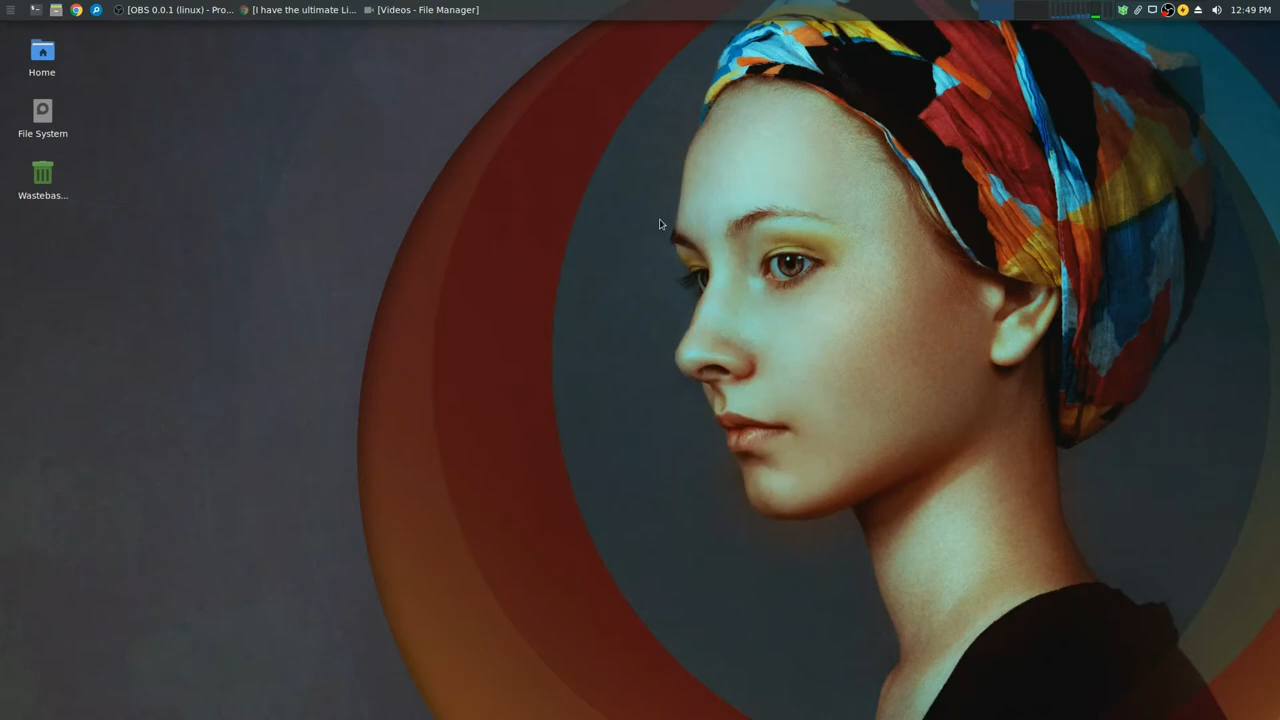 [OBS 0.0.1 (linux) - Pro... [I have the ultimate Li... [Videos - File Manager] 12:49 PM
Home
File System
Wastebas...